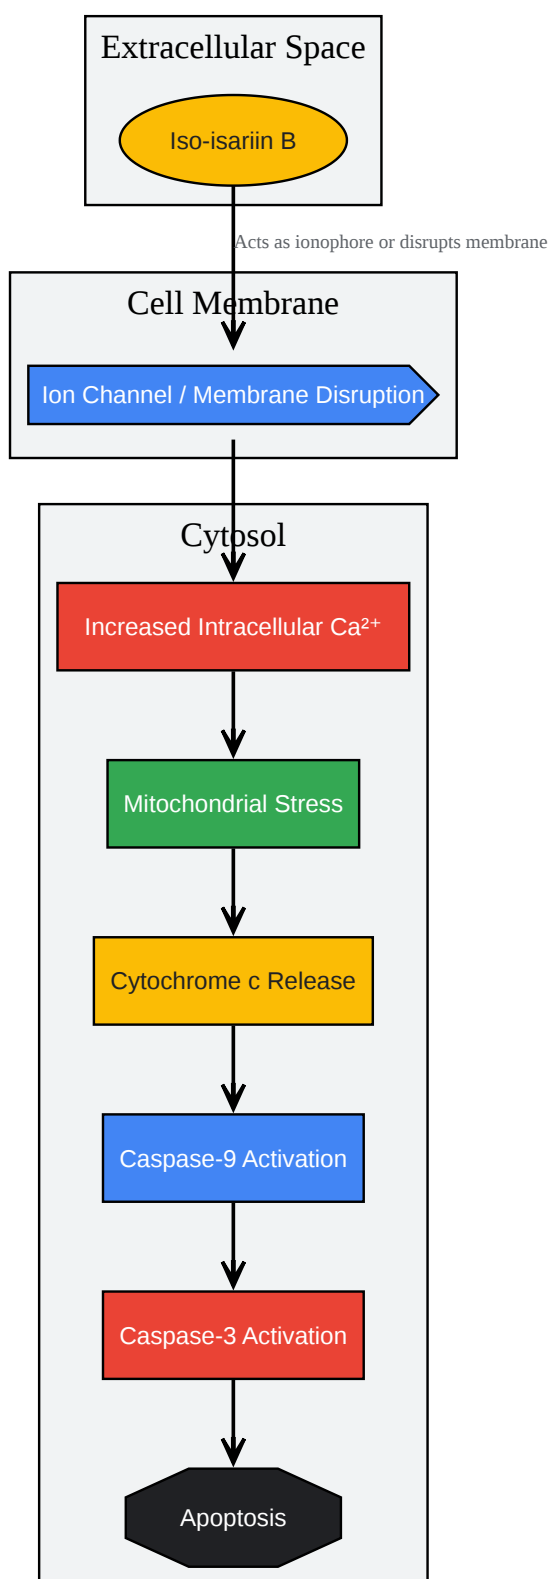 Extracellular Space
Iso-isariin B
Acts as ionophore or disrupts membrane
Cell Membrane
Ion Channel / Membrane Disruption
Cytosol
Increased Intracellular Ca²⁺
Mitochondrial Stress
Cytochrome c Release
Caspase-9 Activation
Caspase-3 Activation
Apoptosis